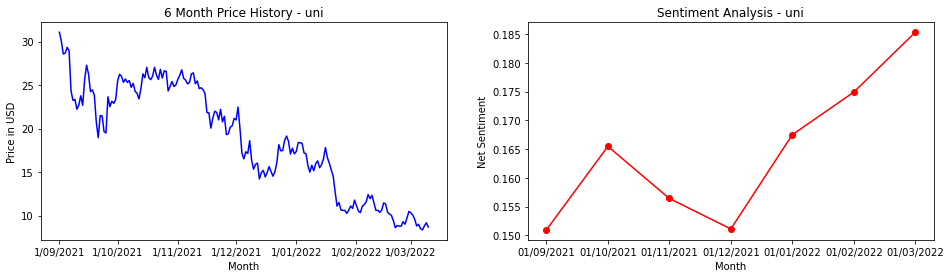 6 Month Price History - uni
Price in USD
30
25
20
15
10
1/09/2021 1/10/2021 1/11/2021 1/12/2021 1/01/2022 1/02/2022 1/03/2022
Month
Sentiment Analysis - uni
Net Sentiment
0.185
0.180
0.175
0.170
0.165
0.160
0.155
0.150
01/09/2021 01/10/2021 01/11/2021 01/12/2021 01/01/2022 01/02/2022 01/03/2022
Month